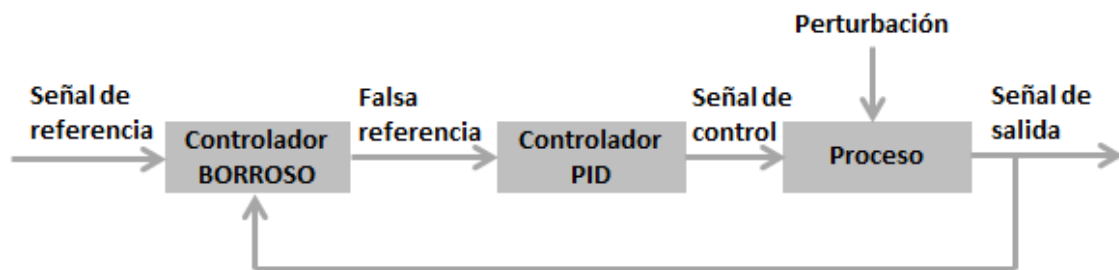 Perturbación
Señal de
referencia
Falsa
referencia
Señal de
control
Señal de
salida
Controlador
BORROSO
Controlador
PID
Proceso